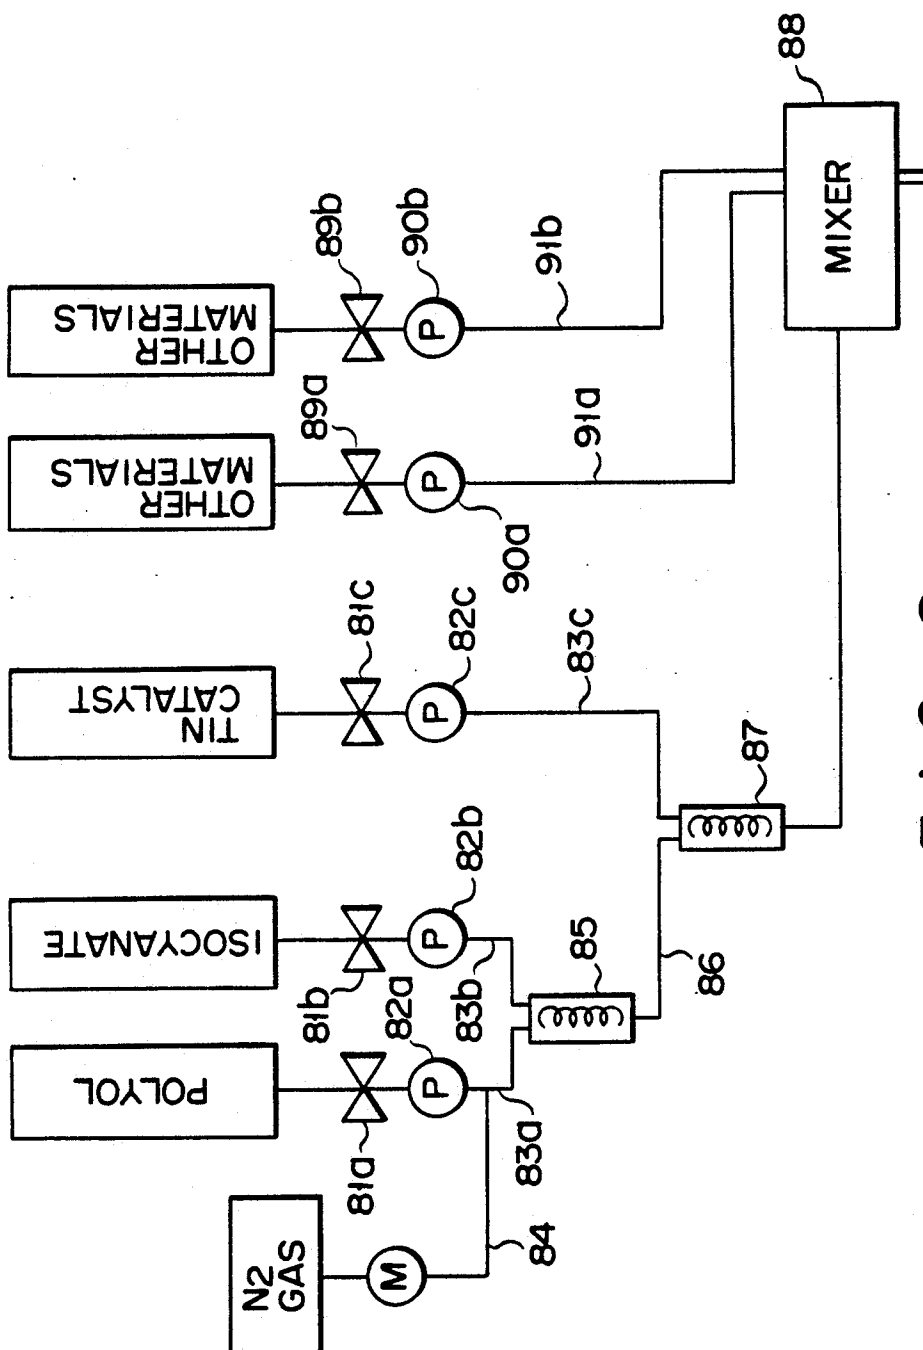 N2
GAS
M
84
POLYOL
81a
P
82a
83a
ISOCYANATE
81b
P
82b
83b
85
86
TIN
CATALYST
81c
P
82c
83c
87
OTHER
MATERIALS
89a
P
90a
91a
OTHER
MATERIALS
89b
P
90b
91b
MIXER
88